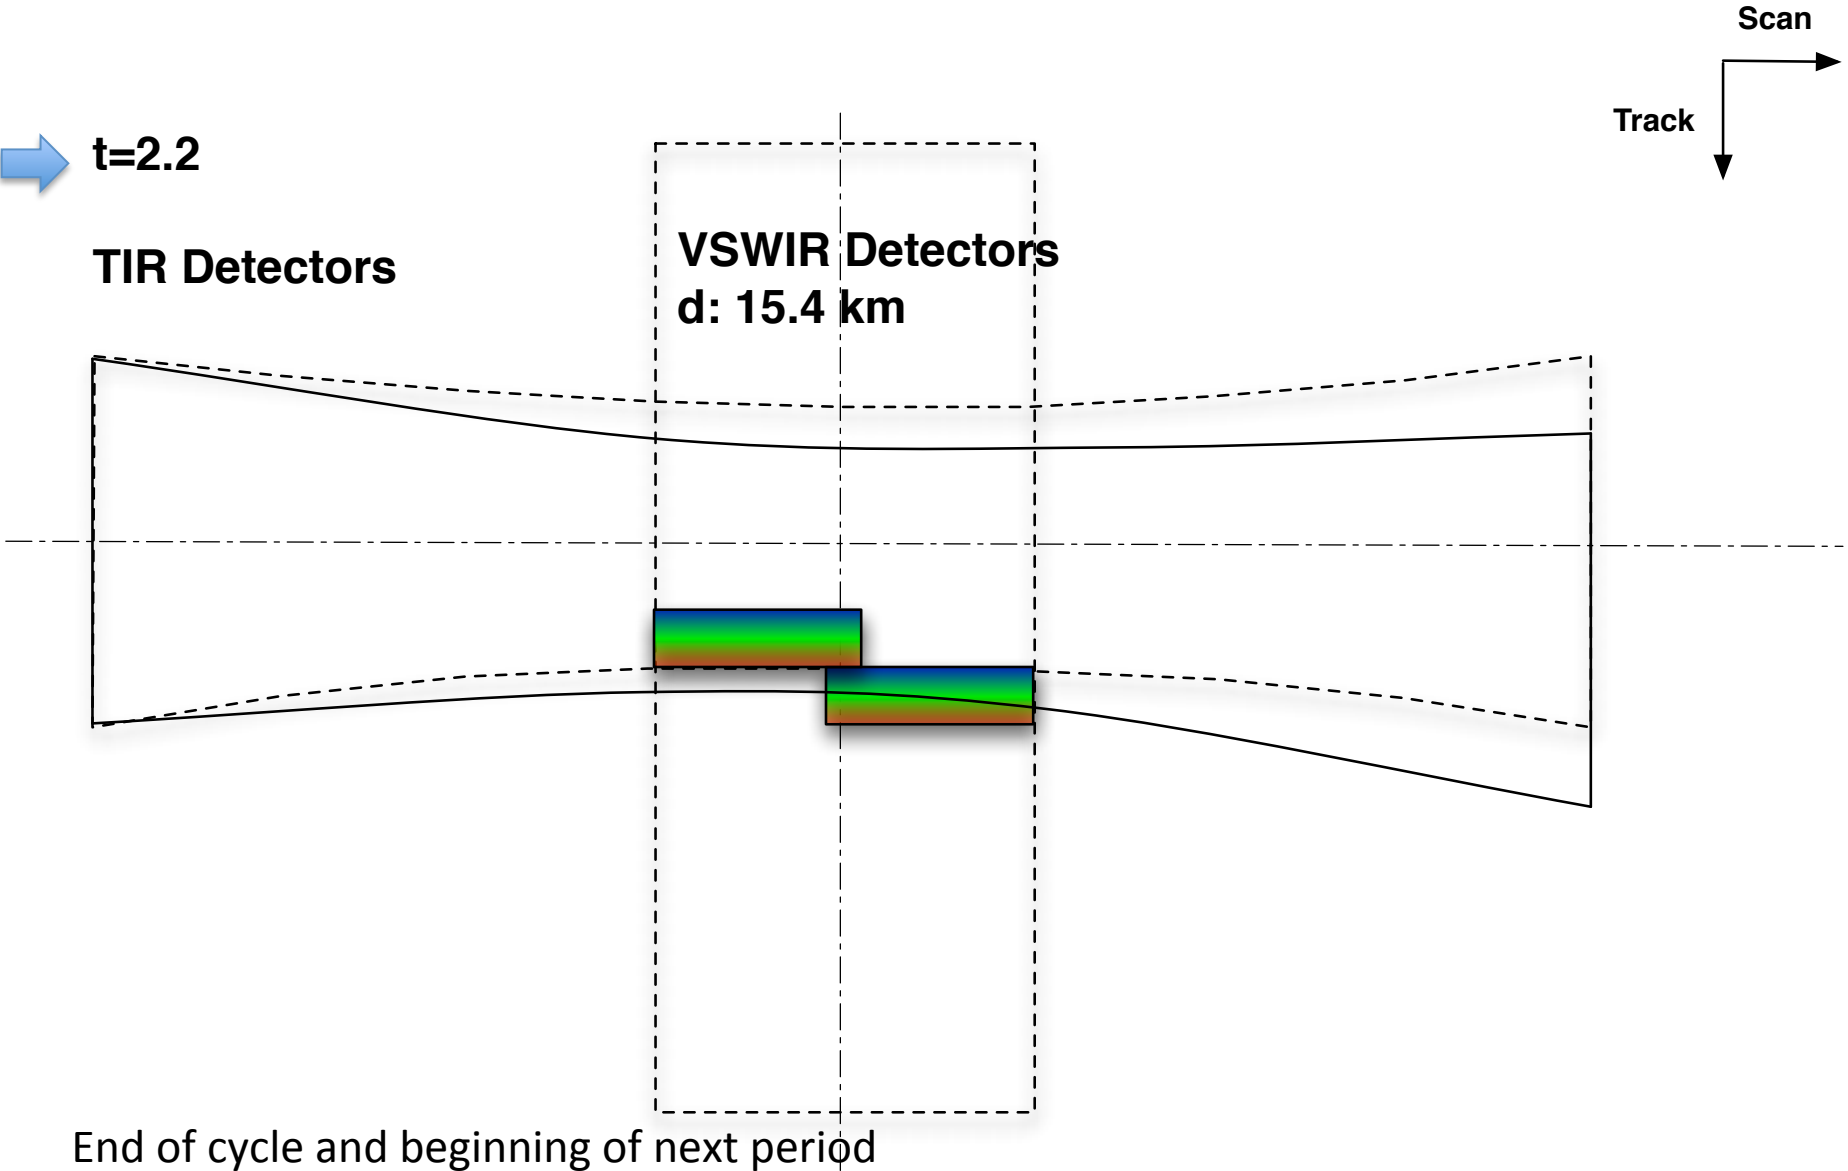 Scan
Track
t=2.2
TIR Detectors
VSWIR Detectors
d: 15.4 km
End of cycle and beginning of next period